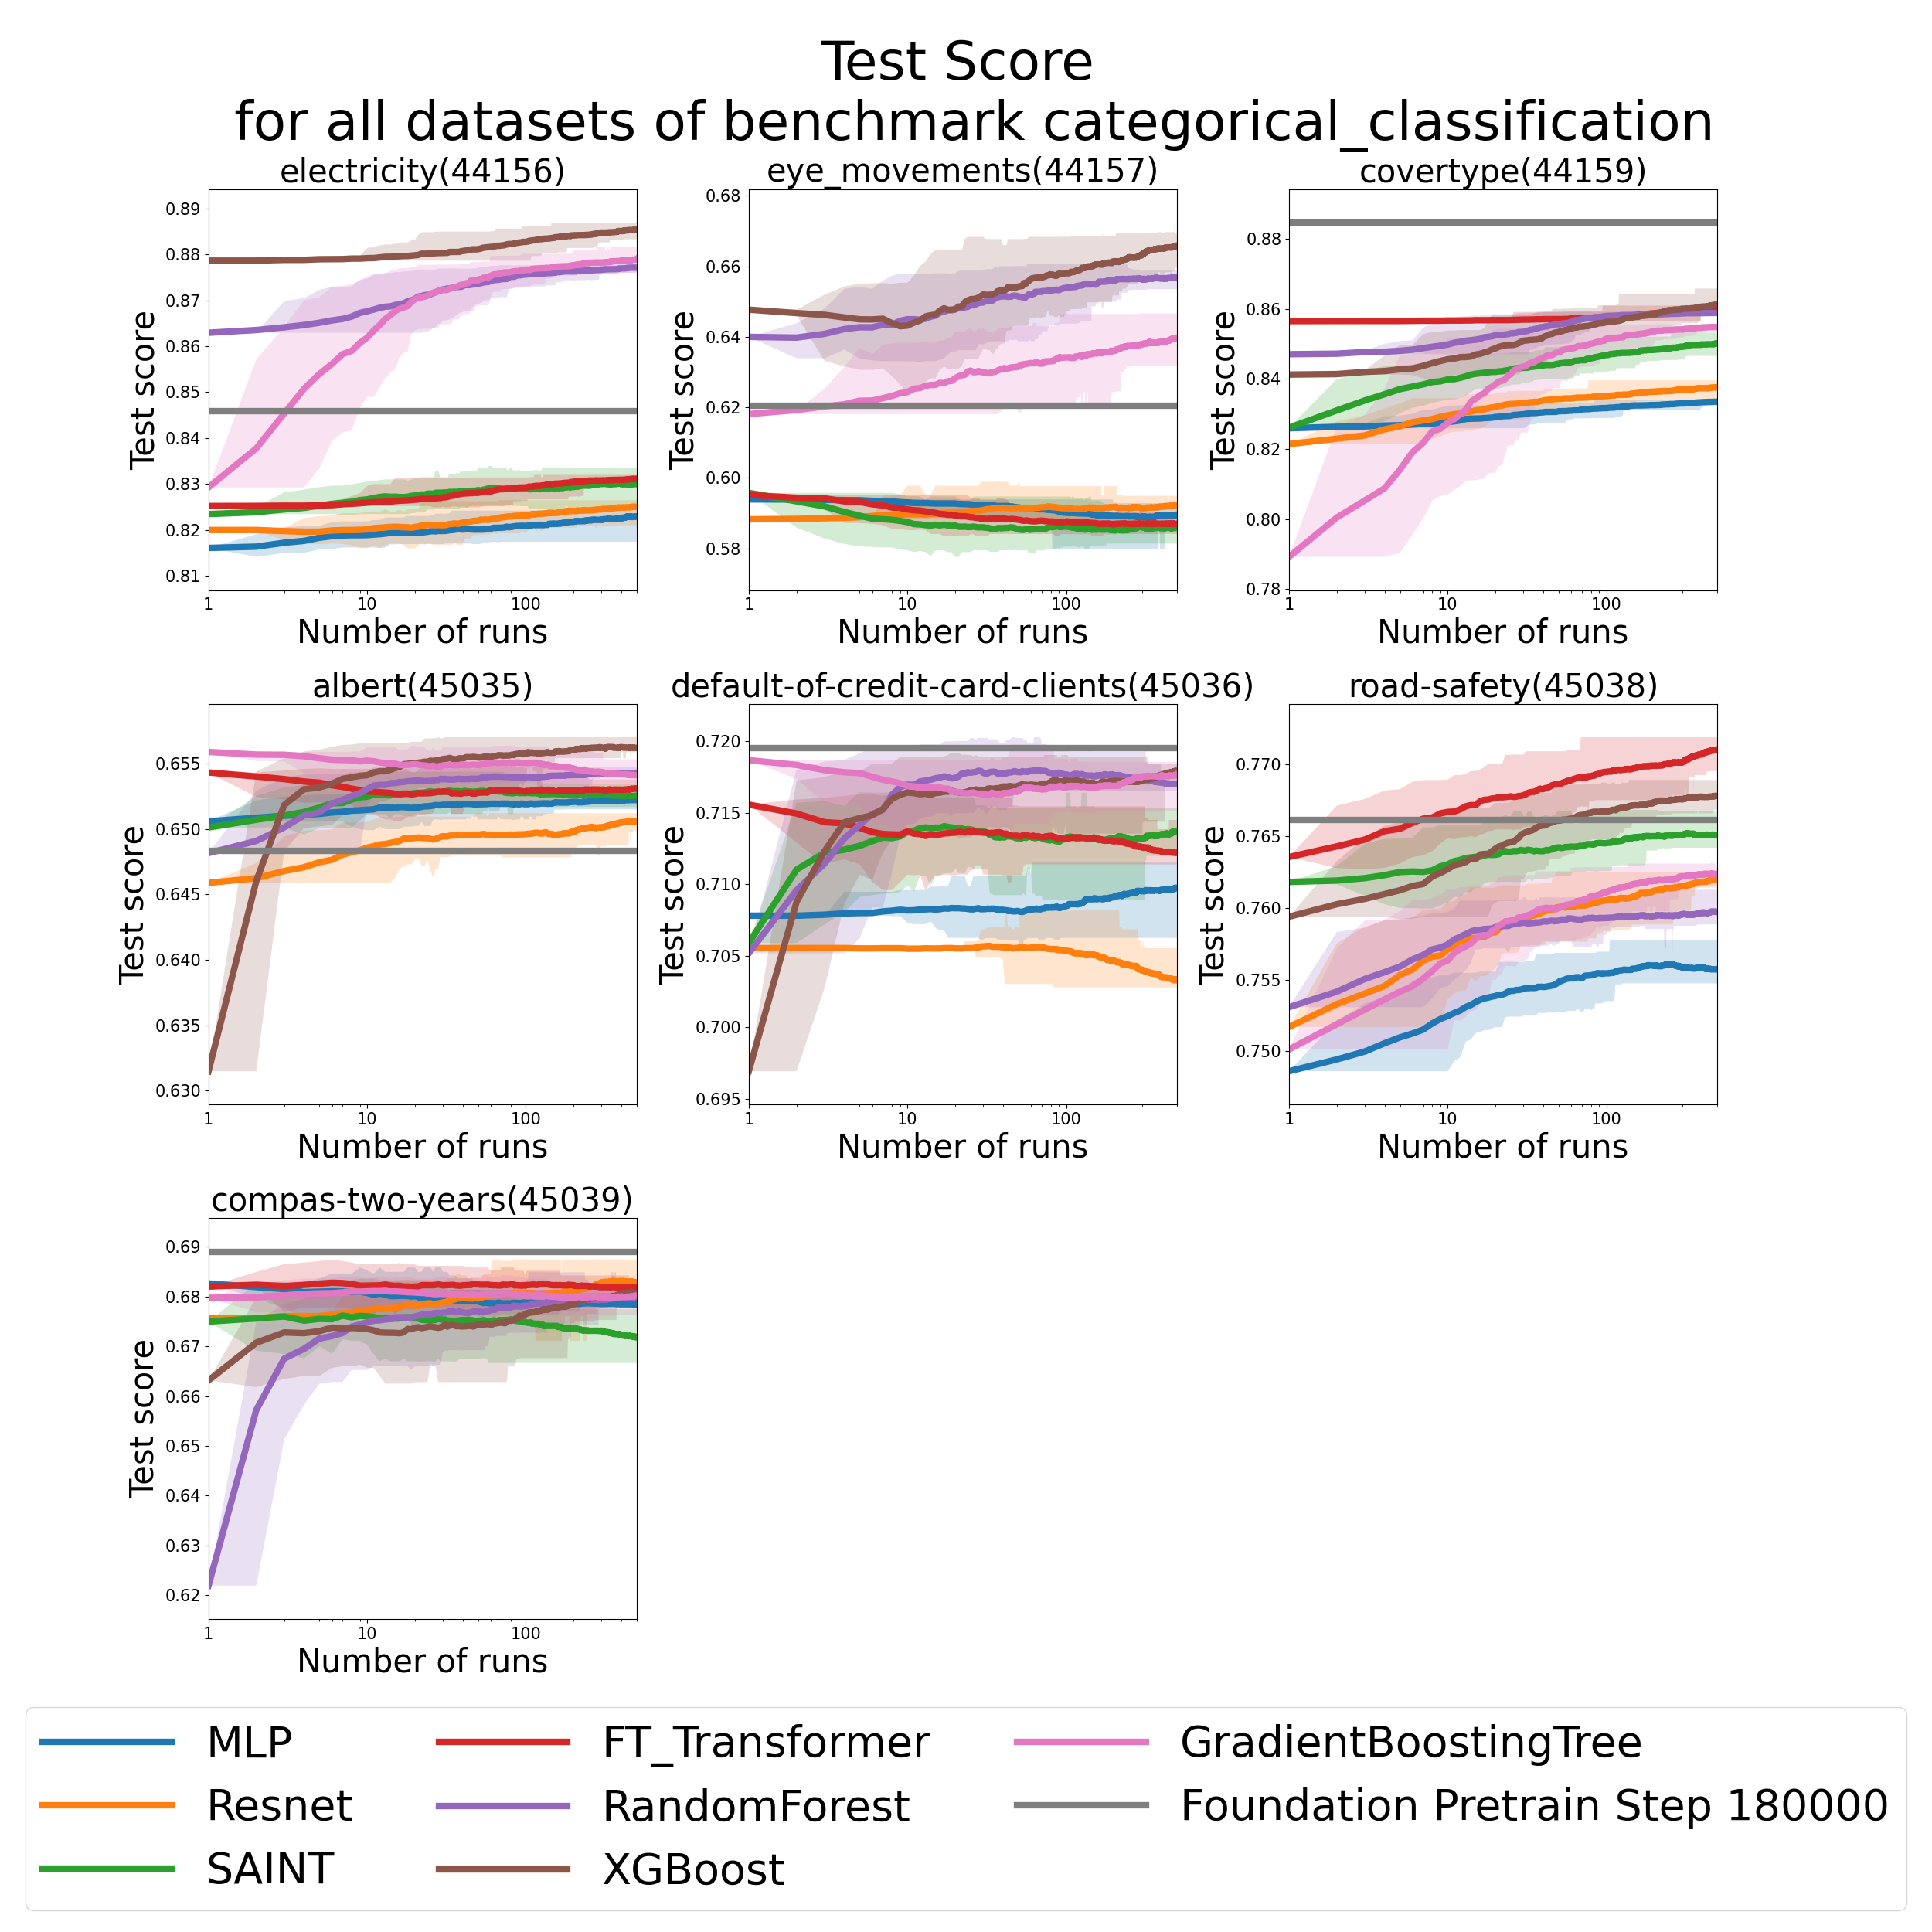 Test Score
for all datasets of benchmark categorical_classification
electricity(44156)
0.89
0.88
0.87
0.86
0.85
0.84
0.83
0.82
0.81
Test score
1 10 100
Number of runs
eye_movements(44157)
0.68
0.66
0.64
0.62
0.60
0.58
Test score
1 10 100
Number of runs
covertype(44159)
0.88
0.86
0.84
0.82
0.80
0.78
Test score
1 10 100
Number of runs
albert(45035)
0.655
0.650
0.645
0.640
0.635
0.630
Test score
1 10 100
Number of runs
default-of-credit-card-clients(45036)
0.720
0.715
0.710
0.705
0.700
0.695
Test score
1 10 100
Number of runs
road-safety(45038)
0.770
0.765
0.760
0.755
0.750
Test score
1 10 100
Number of runs
compas-two-years(45039)
0.69
0.68
0.67
0.66
0.65
0.64
0.63
0.62
Test score
1 10 100
Number of runs
MLP
Resnet
SAINT
FT_Transformer
RandomForest
XGBoost
GradientBoostingTree
Foundation Pretrain Step 180000